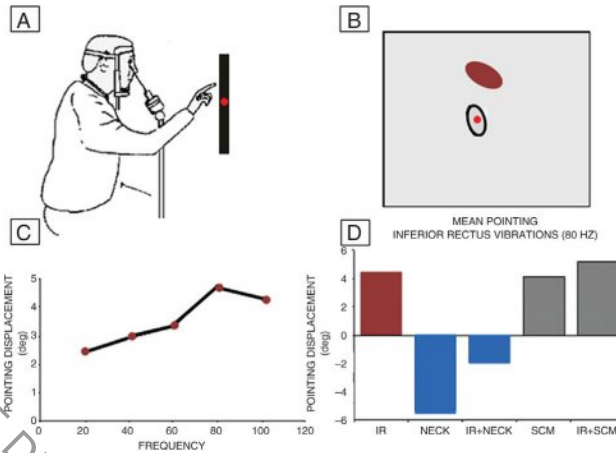 A
B
MEAN POINTING
INFERIOR RECTUS VIBRATIONS (80 HZ)
C
POINTING DISPLACEMENT
(deg)
5
4
3
2
1
0
0
20
40
60
80
100
120
FREQUENCY
D
POINTING DISPLACEMENT
(deg)
6
4
2
0
-2
-4
-6
IR
NECK
IR+NECK
SCM
IR+SCM